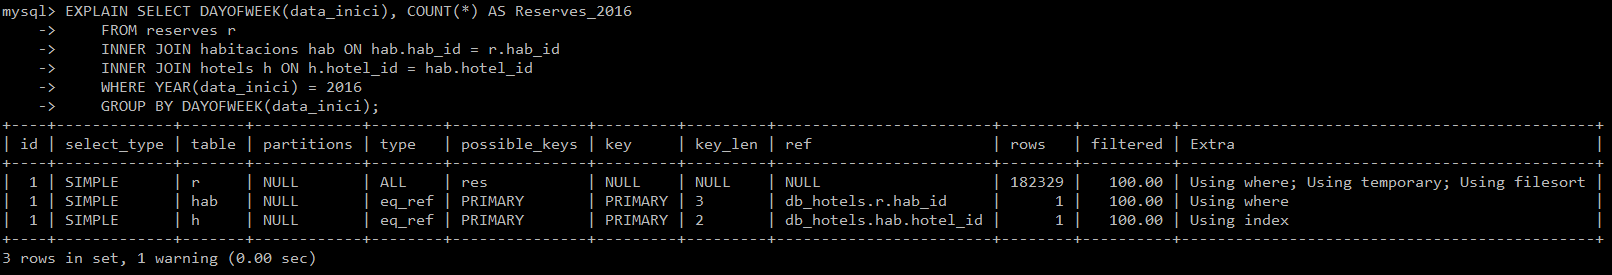 mysql> EXPLAIN SELECT DAYOFWEEK(data_inici), COUNT(*) AS Reserves_2016
    ->     FROM reserves r
    ->     INNER JOIN habitacions hab ON hab.hab_id = r.hab_id
    ->     INNER JOIN hotels h ON h.hotel_id = hab.hotel_id
    ->     WHERE YEAR(data_inici) = 2016
    ->     GROUP BY DAYOFWEEK(data_inici);
+----+-------------+-------+------------+--------+---------------+---------+---------+------------------------+--------+----------+----------------------------------------------+
| id | select_type | table | partitions | type   | possible_keys | key     | key_len | ref                    | rows   | filtered | Extra                                        |
+----+-------------+-------+------------+--------+---------------+---------+---------+------------------------+--------+----------+----------------------------------------------+
|  1 | SIMPLE      | r     | NULL       | ALL    | res           | NULL    | NULL    | NULL                   | 182329 |   100.00 | Using where; Using temporary; Using filesort |
|  1 | SIMPLE      | hab   | NULL       | eq_ref | PRIMARY       | PRIMARY | 3       | db_hotels.r.hab_id     |      1 |   100.00 | Using where                                  |
|  1 | SIMPLE      | h     | NULL       | eq_ref | PRIMARY       | PRIMARY | 2       | db_hotels.hab.hotel_id |      1 |   100.00 | Using index                                  |
+----+-------------+-------+------------+--------+---------------+---------+---------+------------------------+--------+----------+----------------------------------------------+
3 rows in set, 1 warning (0.00 sec)